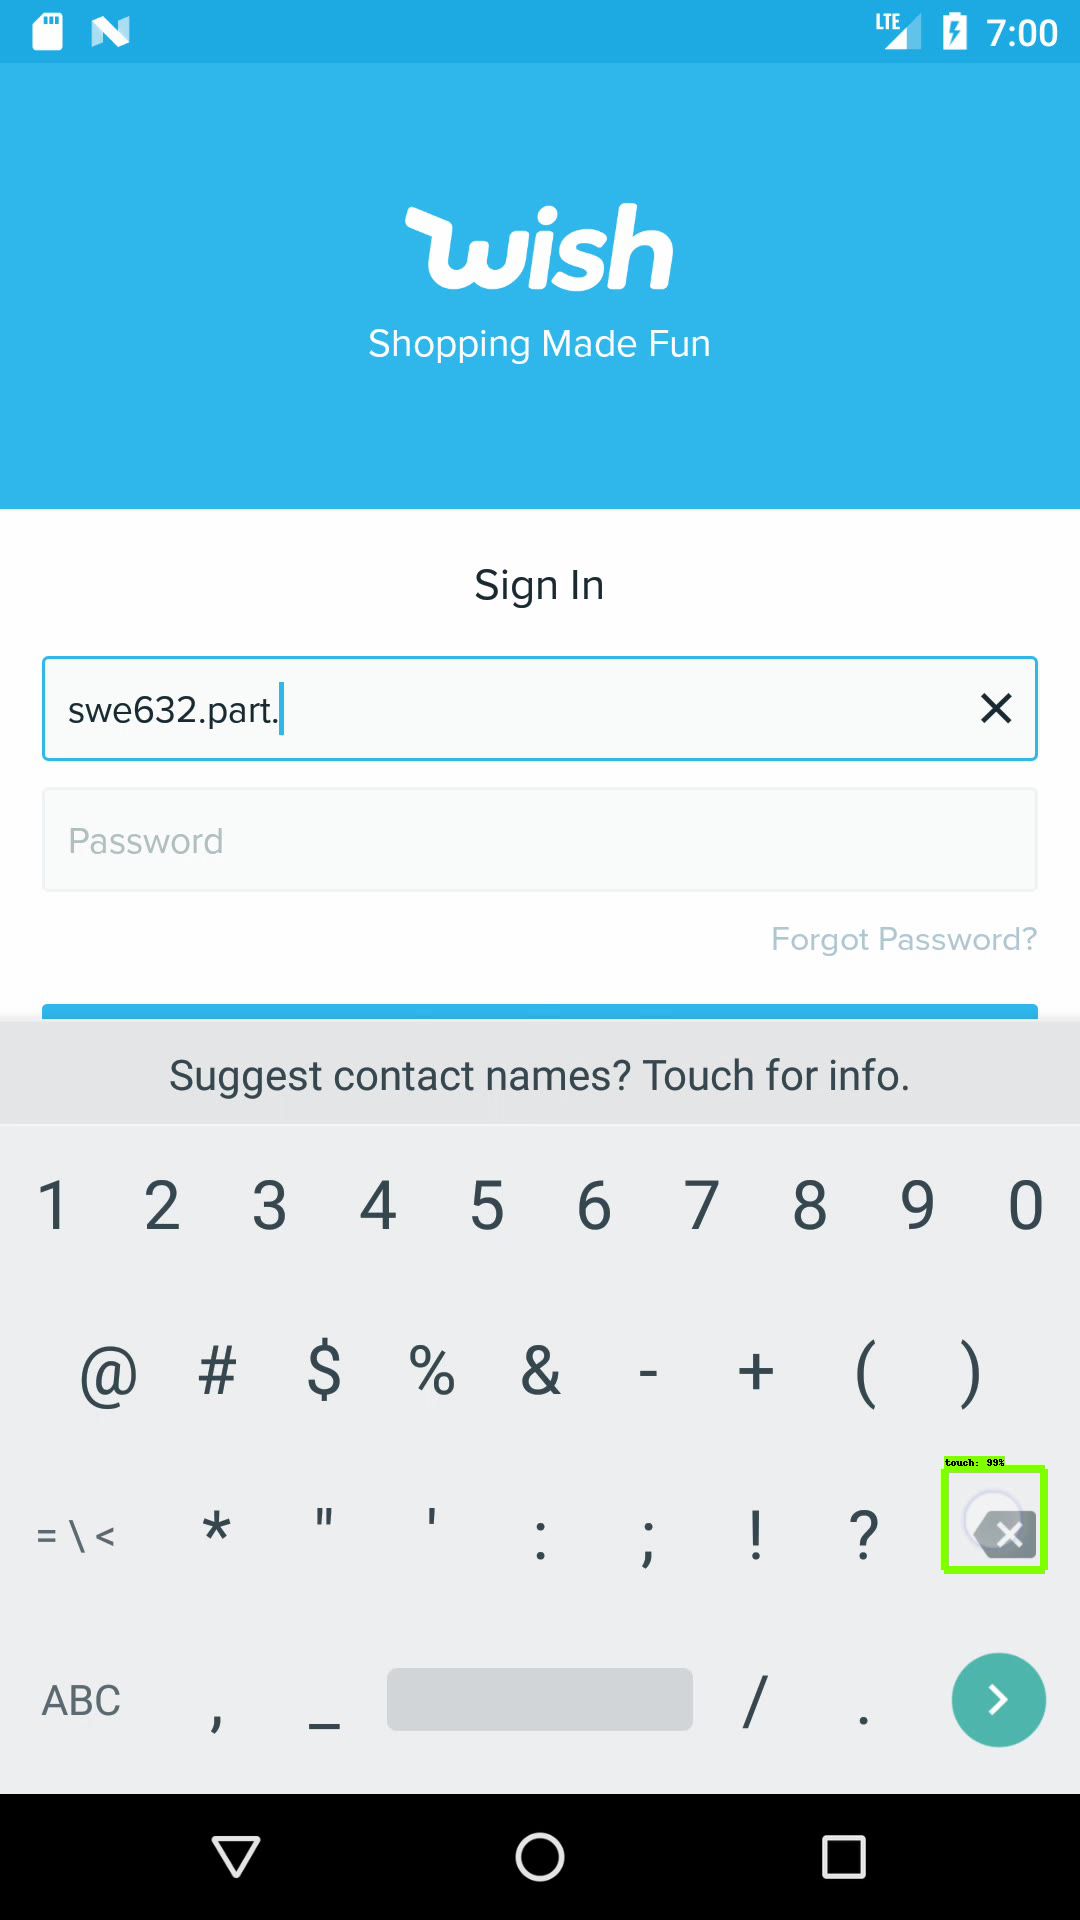 LTE 7:00
wish
Shopping Made Fun
Sign In
swe632.part.
Password
Forgot Password?
Suggest contact names? Touch for info.
1 2 3 4 5 6 7 8 9 0
@ # $ % & - + ( )
touch: 99%
= \ < * " ' : ; ! ?
ABC , _ / .